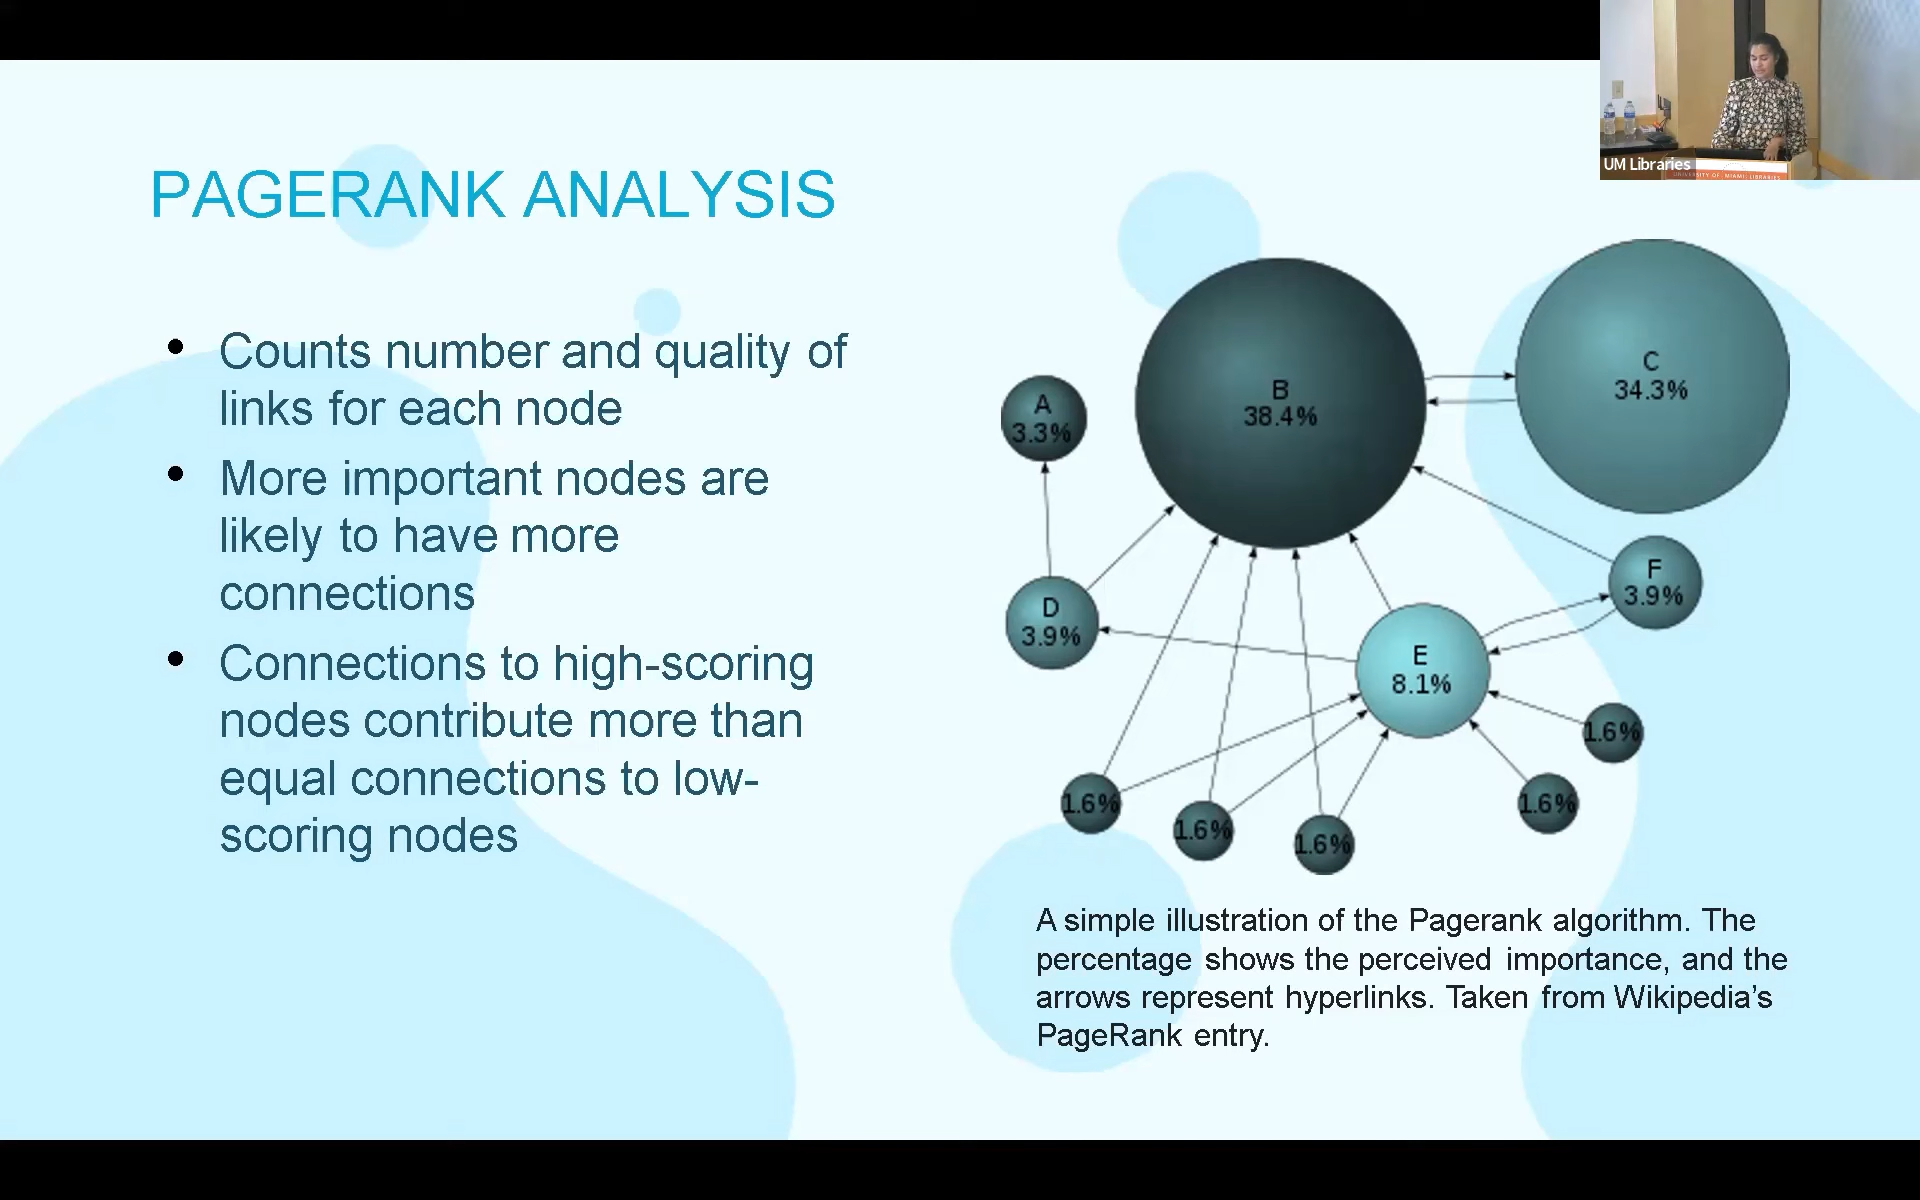 PAGERANK ANALYSIS
Counts number and quality of
links for each node
More important nodes are
likely to have more
connections
Connections to high-scoring
nodes contribute more than
equal connections to low-
scoring nodes
A
3.3%
B
38.4%
C
34.3%
D
3.9%
E
8.1%
F
3.9%
1.6%
1.6%
1.6%
1.6%
1.6%
A simple illustration of the Pagerank algorithm. The
percentage shows the perceived importance, and the
arrows represent hyperlinks. Taken from Wikipedia’s
PageRank entry.
UM Libraries
UNIVERSITY OF MIAMI LIBRARIES